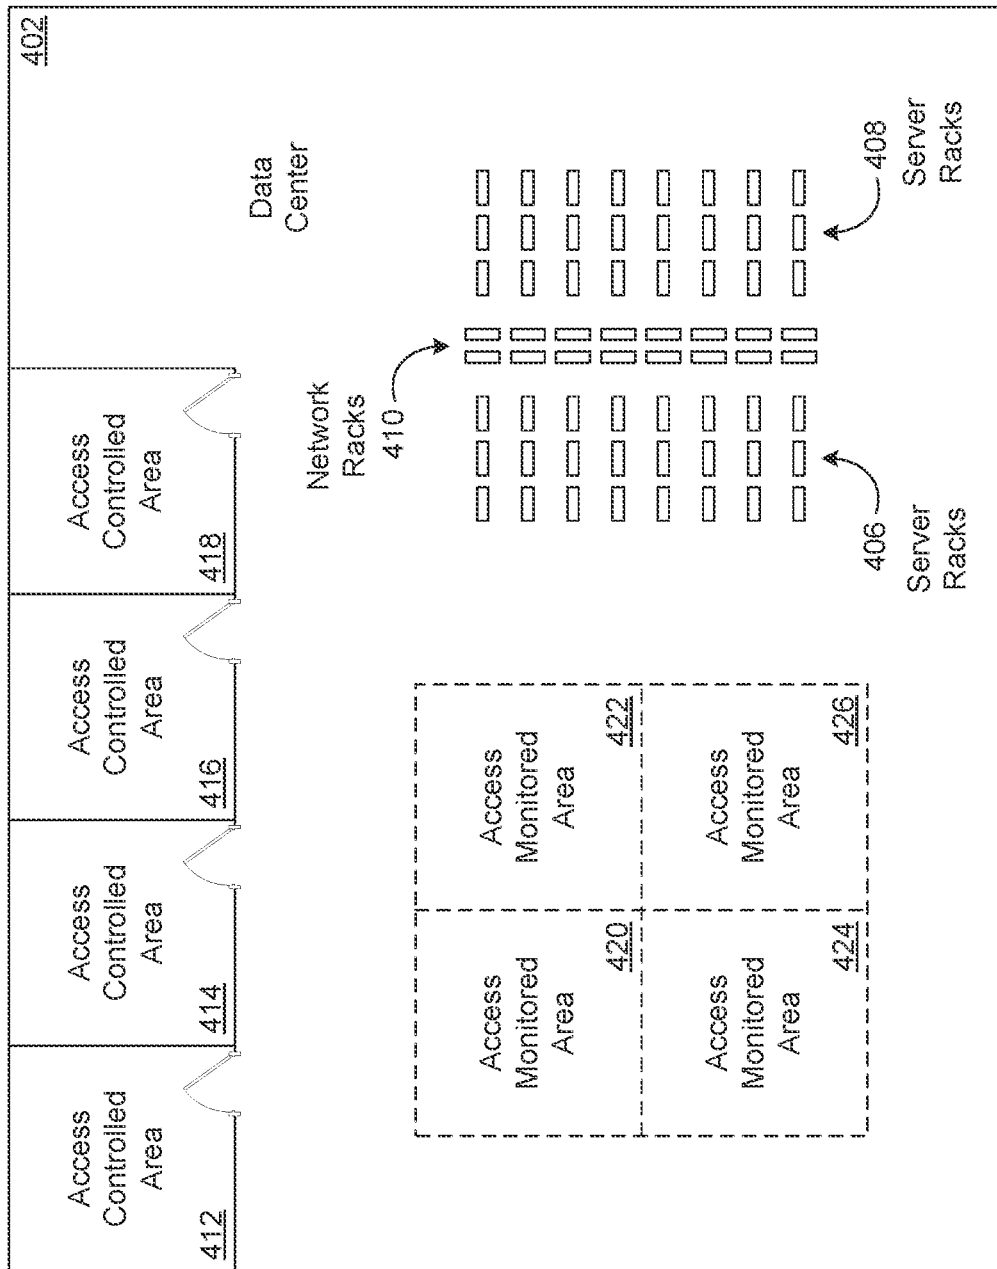 402
Access
Controlled
Area
412
Access
Controlled
Area
414
Access
Controlled
Area
416
Access
Controlled
Area
418
Data
Center
Access
Monitored
Area
420
Access
Monitored
Area
422
Access
Monitored
Area
424
Access
Monitored
Area
426
Network
Racks
410
406
Server
Racks
408
Server
Racks